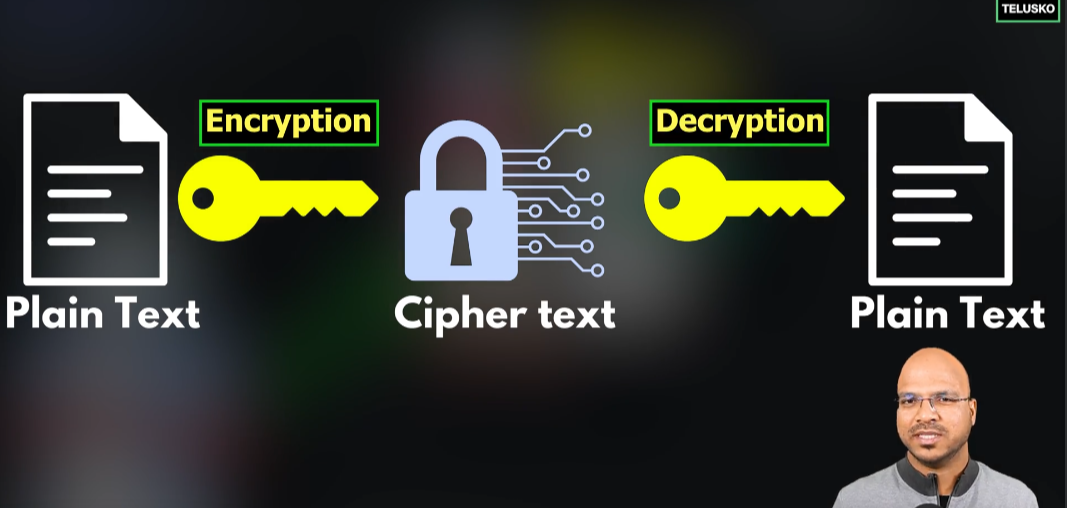 TELUSKO
Encryption
Decryption
Plain Text
Cipher text
Plain Text